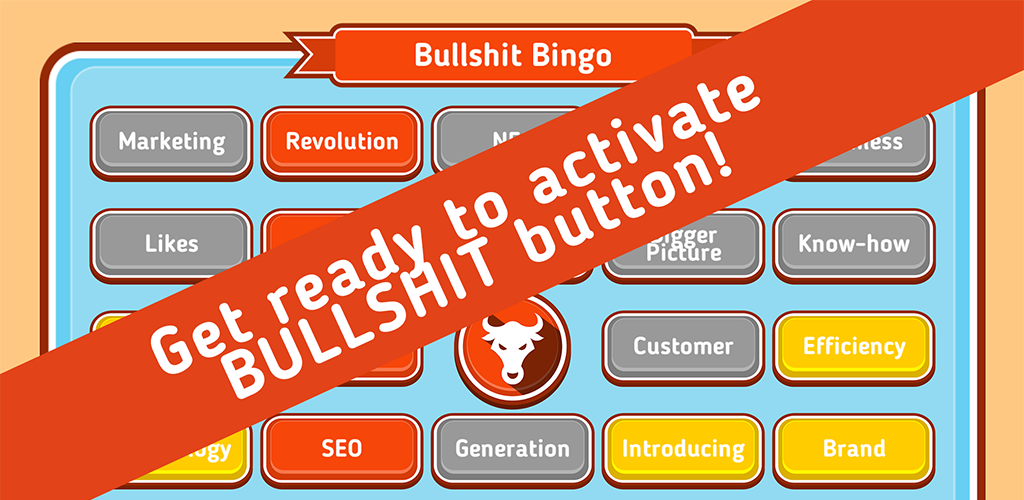 Bullshit Bingo
Marketing
Revolution
Likes
Get ready to activate
BULLSHIT button!
Picture
Know-how
Customer
Efficiency
SEO
Generation
Introducing
Brand